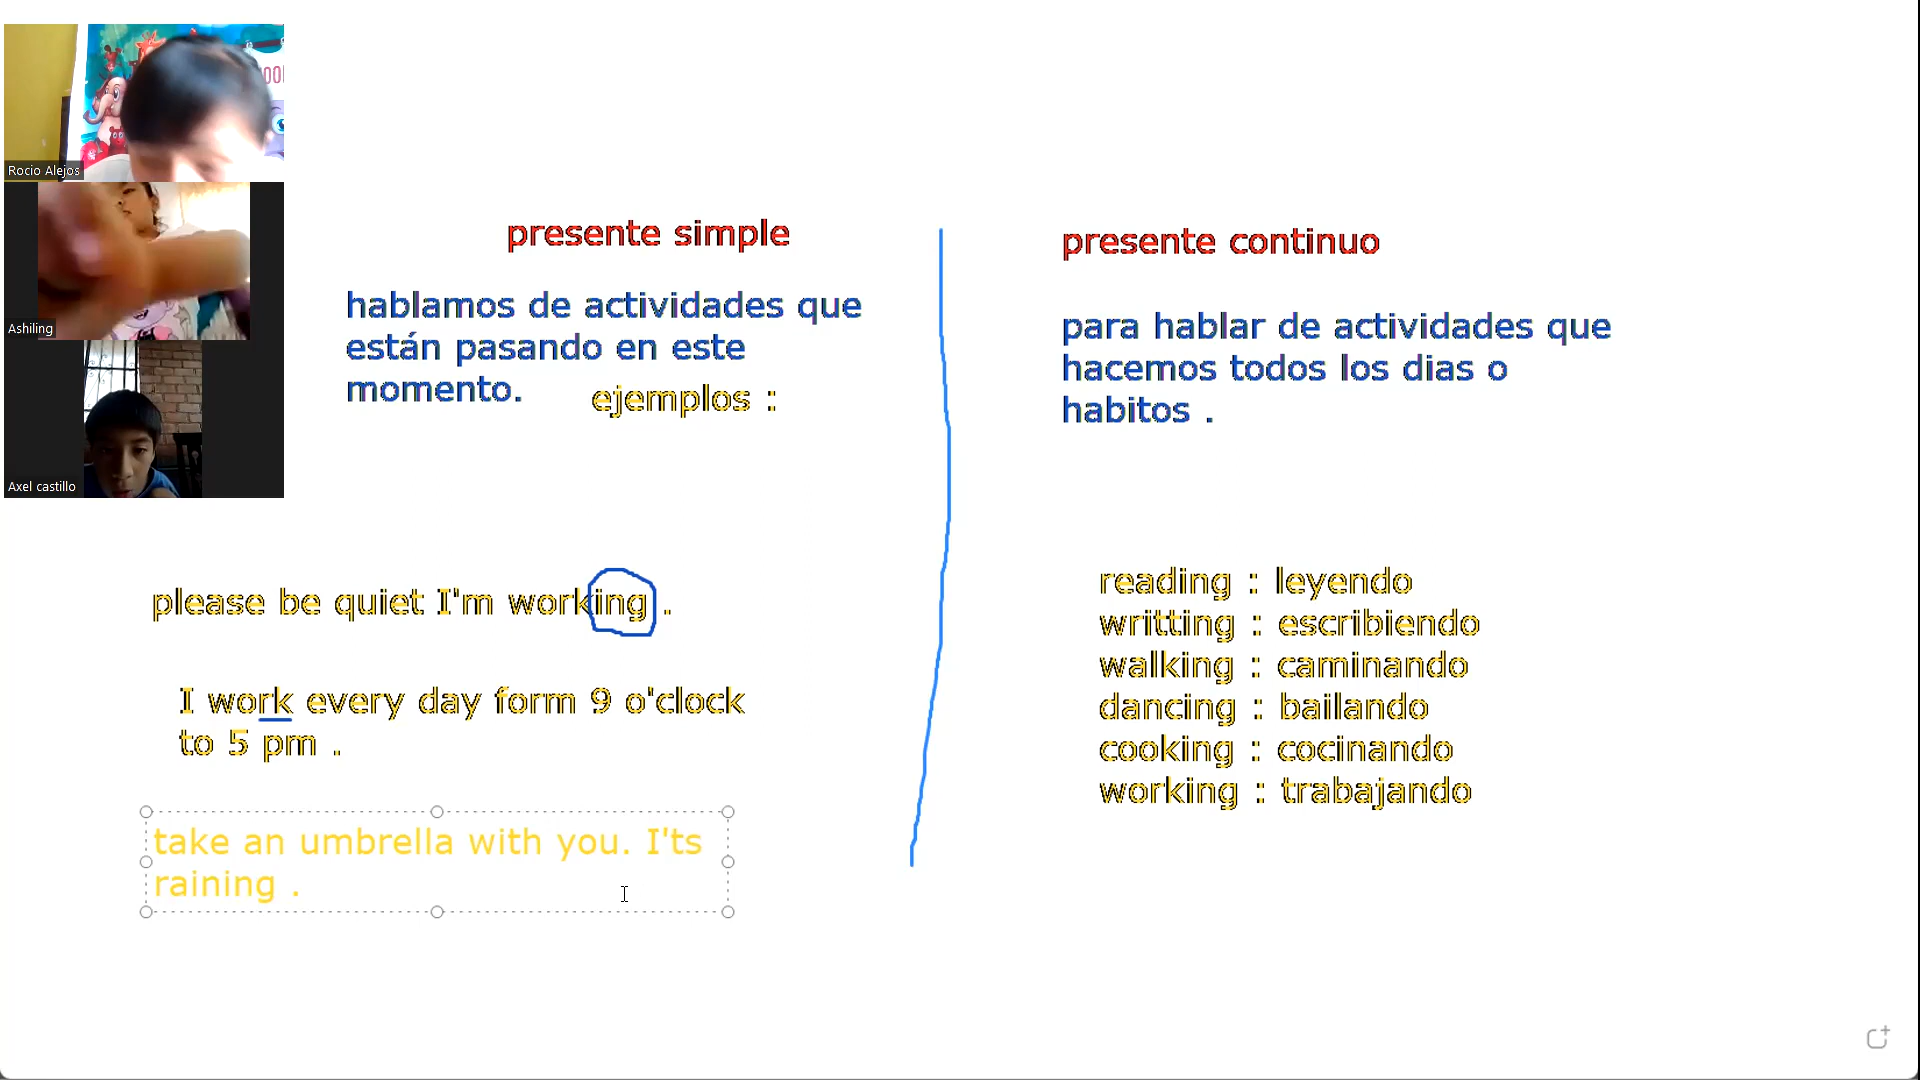 Rocio Alejos
Ashiling
Axel castillo
presente simple
hablamos de actividades que
están pasando en este
momento.
ejemplos :
please be quiet I'm working .
I work every day form 9 o'clock
to 5 pm .
take an umbrella with you. I'ts
raining .
presente continuo
para hablar de actividades que
hacemos todos los dias o
habitos .
reading : leyendo
writting : escribiendo
walking : caminando
dancing : bailando
cooking : cocinando
working : trabajando